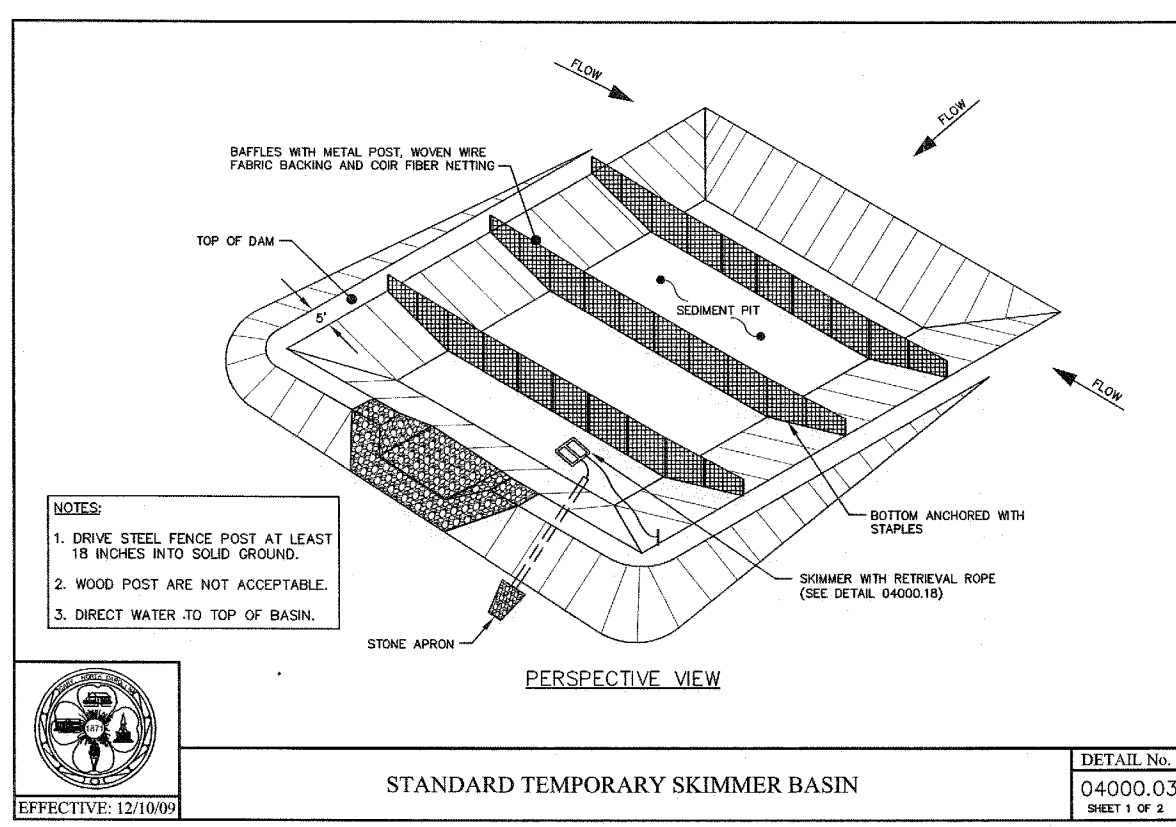 FLOW
FLOW
BAFFLES WITH METAL POST, WOVEN WIRE
FABRIC BACKING AND COIR FIBER NETTING
TOP OF DAM
5'
SEDIMENT PIT
FLOW
NOTES:
1. DRIVE STEEL FENCE POST AT LEAST
18 INCHES INTO SOLID GROUND.
2. WOOD POST ARE NOT ACCEPTABLE.
3. DIRECT WATER TO TOP OF BASIN.
BOTTOM ANCHORED WITH
STAPLES
SKIMMER WITH RETRIEVAL ROPE
(SEE DETAIL 04000.18)
STONE APRON
PERSPECTIVE VIEW
1871
EFFECTIVE: 12/10/09
STANDARD TEMPORARY SKIMMER BASIN
DETAIL No.
04000.03
SHEET 1 OF 2